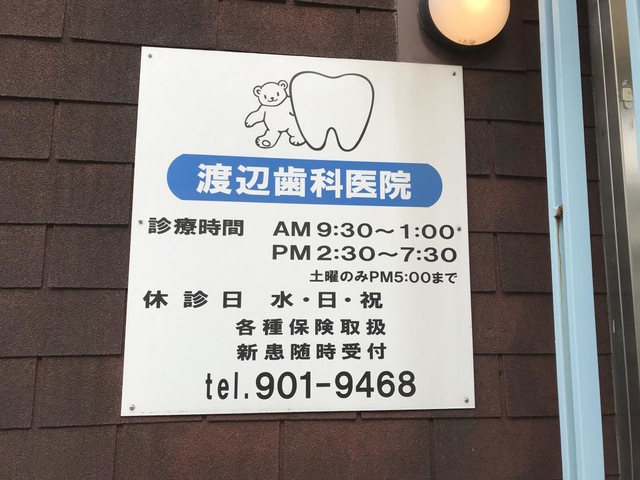 渡辺歯科医院
診療時間 AM 9:30～1:00
PM 2:30～7:30
土曜のみPM5:00まで
休診日 水・日・祝
各種保険取扱
新患随時受付
tel.901-9468